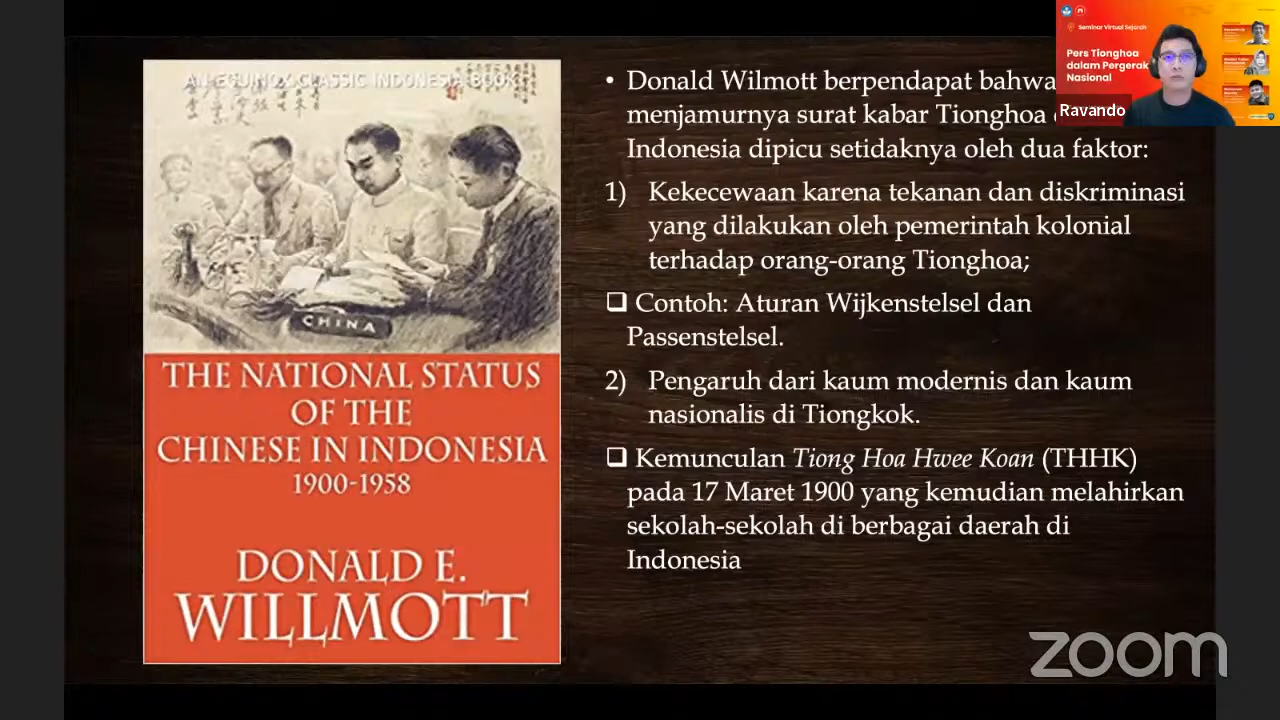 AN EQUINOX CLASSIC INDONESIA BOOK
CHINA
THE NATIONAL STATUS
OF THE
CHINESE IN INDONESIA
1900-1958
DONALD E.
WILLMOTT
• Donald Wilmott berpendapat bahwa
menjamurnya surat kabar Tionghoa
Indonesia dipicu setidaknya oleh dua faktor:
1) Kekecewaan karena tekanan dan diskriminasi
yang dilakukan oleh pemerintah kolonial
terhadap orang-orang Tionghoa;
❑ Contoh: Aturan Wijkenstelsel dan
Passenstelsel.
2) Pengaruh dari kaum modernis dan kaum
nasionalis di Tiongkok.
❑ Kemunculan Tiong Hoa Hwee Koan (THHK)
pada 17 Maret 1900 yang kemudian melahirkan
sekolah-sekolah di berbagai daerah di
Indonesia
Seminar Virtual Sejarah
Pers Tionghoa
dalam Pergerak
Nasional
Ravando
zoom